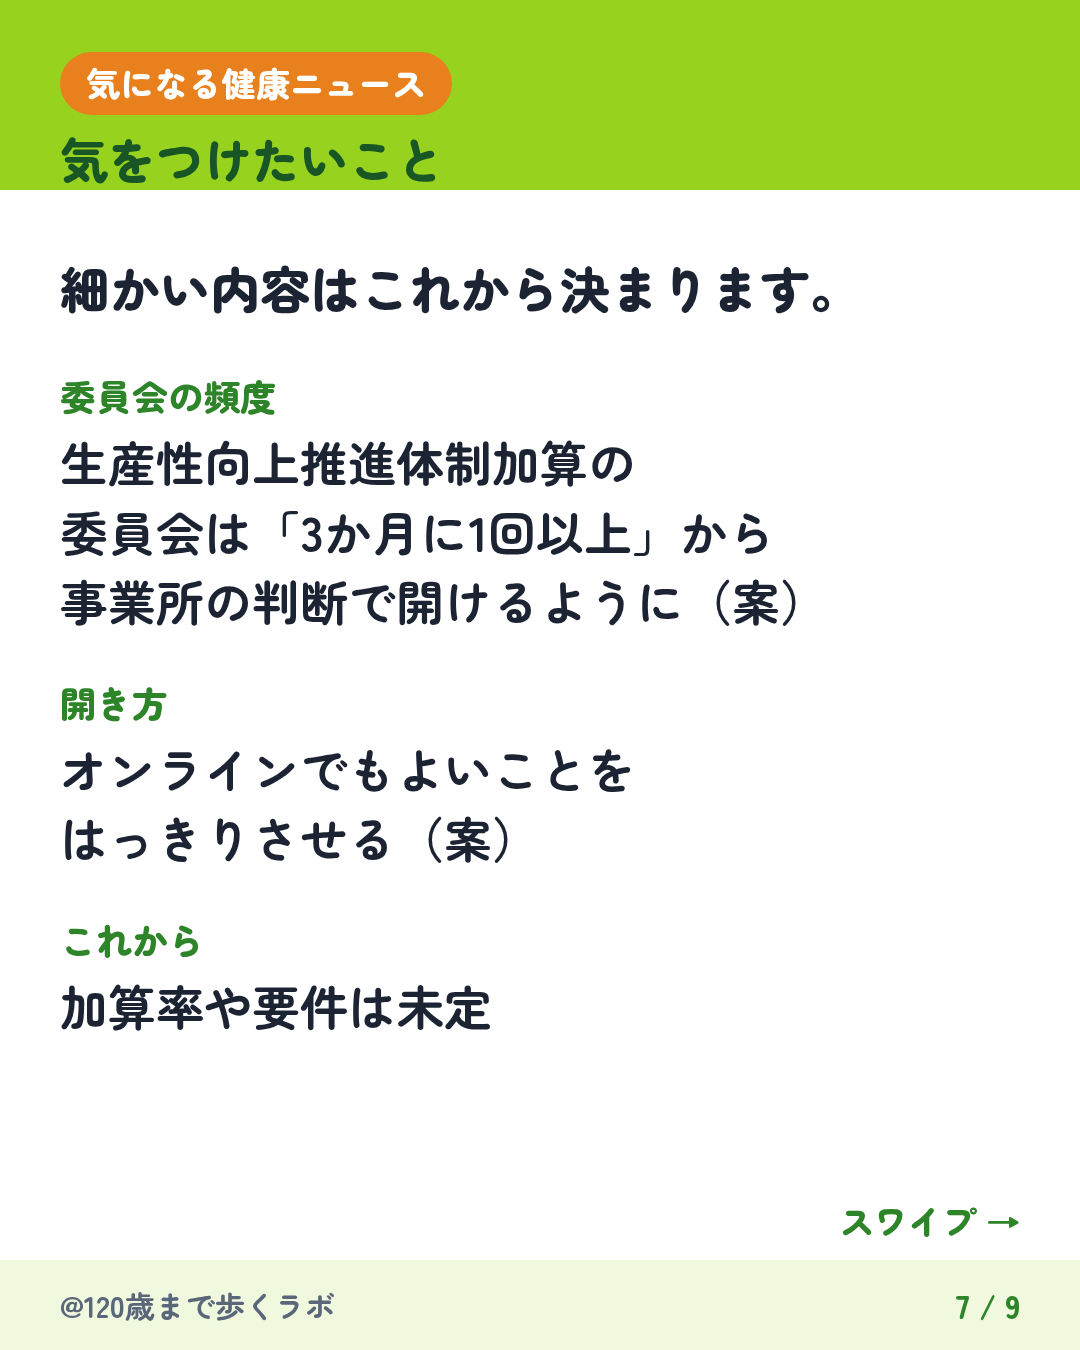 気になる健康ニュース
気をつけたいこと
細かい内容はこれから決まります。
委員会の頻度
生産性向上推進体制加算の
委員会は「3か月に1回以上」から
事業所の判断で開けるように（案）
開き方
オンラインでもよいことを
はっきりさせる（案）
これから
加算率や要件は未定
スワイプ →
@120歳まで歩くラボ
7 / 9